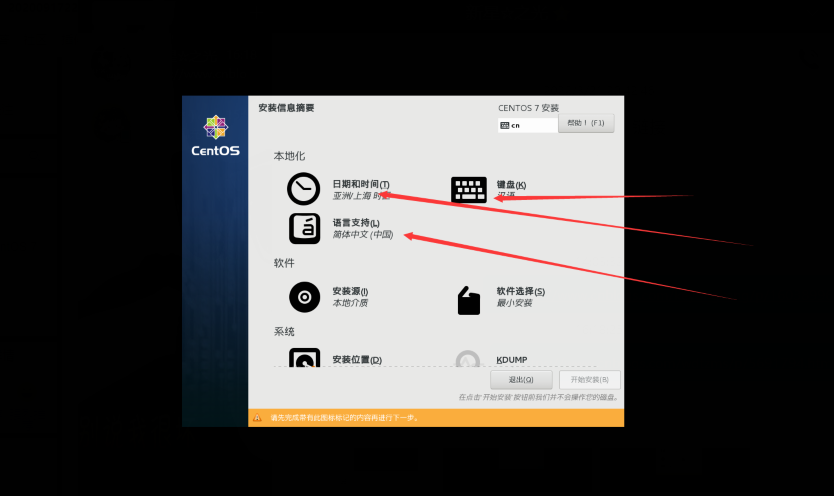 安装信息摘要
CENTOS 7 安装
cn
帮助！(F1)
CentOS
本地化
日期和时间(T)
亚洲/上海 时区
键盘(K)
汉语
语言支持(L)
简体中文 (中国)
软件
安装源(I)
本地介质
软件选择(S)
最小安装
系统
安装位置(D)
KDUMP
退出(Q)
开始安装(B)
在点击'开始安装'按钮前我们并不会操作您的磁盘。
请先完成带有此图标标记的内容再进行下一步。